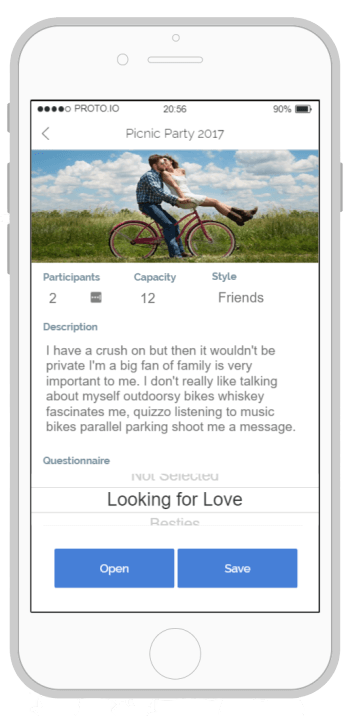 PROTO.IO 20:56 90%
Picnic Party 2017
Participants Capacity Style
2 12 Friends
Description
I have a crush on but then it wouldn't be
private I'm a big fan of family is very
important to me. I don't really like talking
about myself outdoorsy bikes whiskey
fascinates me, quizzo listening to music
bikes parallel parking shoot me a message.
Questionnaire
Not Selected
Looking for Love
Besties
Open Save